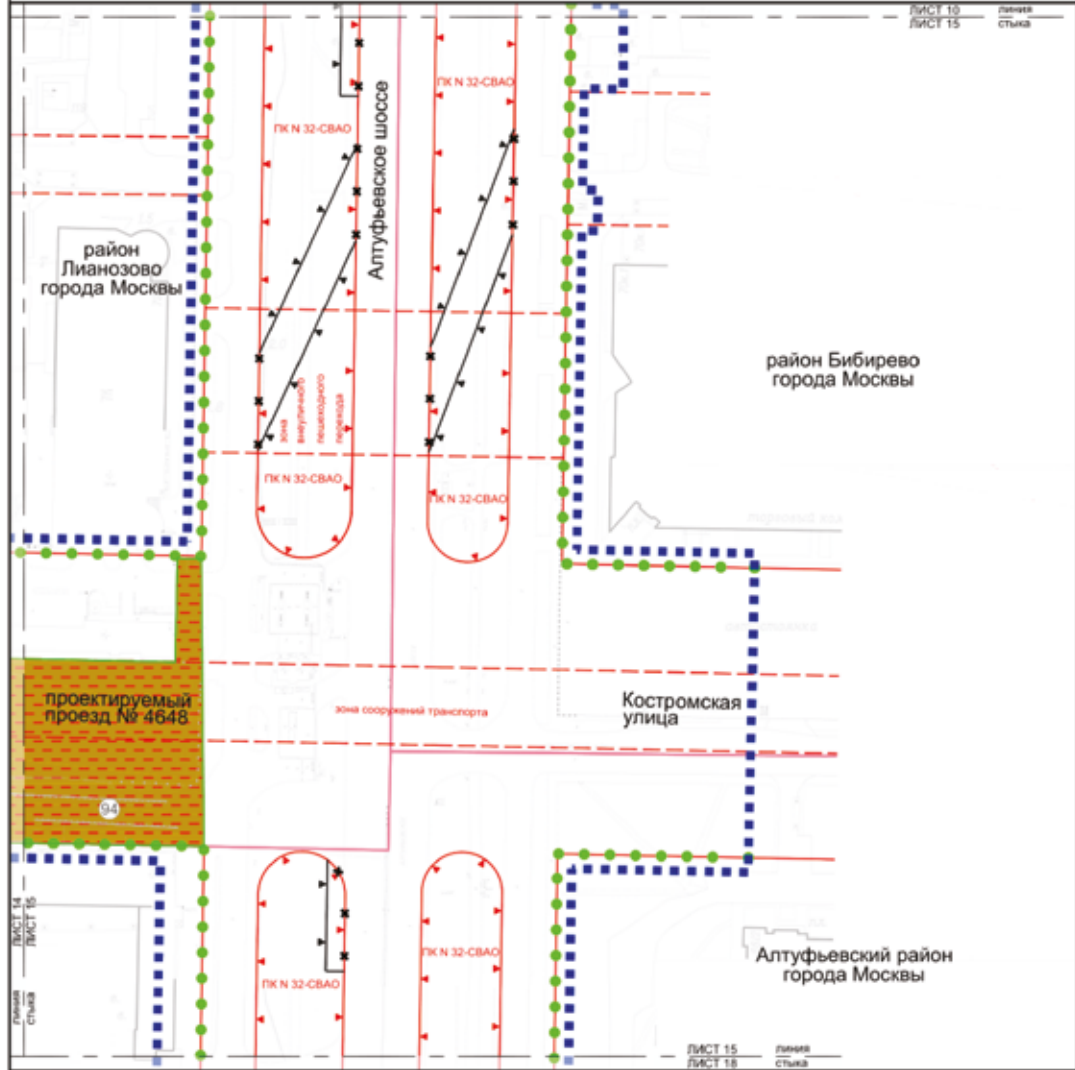 ЛИСТ 10 линия
ЛИСТ 15 стыка
ПК N 32-СВАО
ПК N 32-СВАО
Алтуфьевское шоссе
район
Лианозово
города Москвы
район Бибирево
города Москвы
зона
внеуличного
пешеходного
перехода
ПК N 32-СВАО
ПК N 32-СВАО
проектируемый
проезд № 4648
зона сооружений транспорта
Костромская
улица
94
ЛИСТ 14 линия
ЛИСТ 15 стыка
ПК N 32-СВАО
ПК N 32-СВАО
Алтуфьевский район
города Москвы
ЛИСТ 15 линия
ЛИСТ 18 стыка